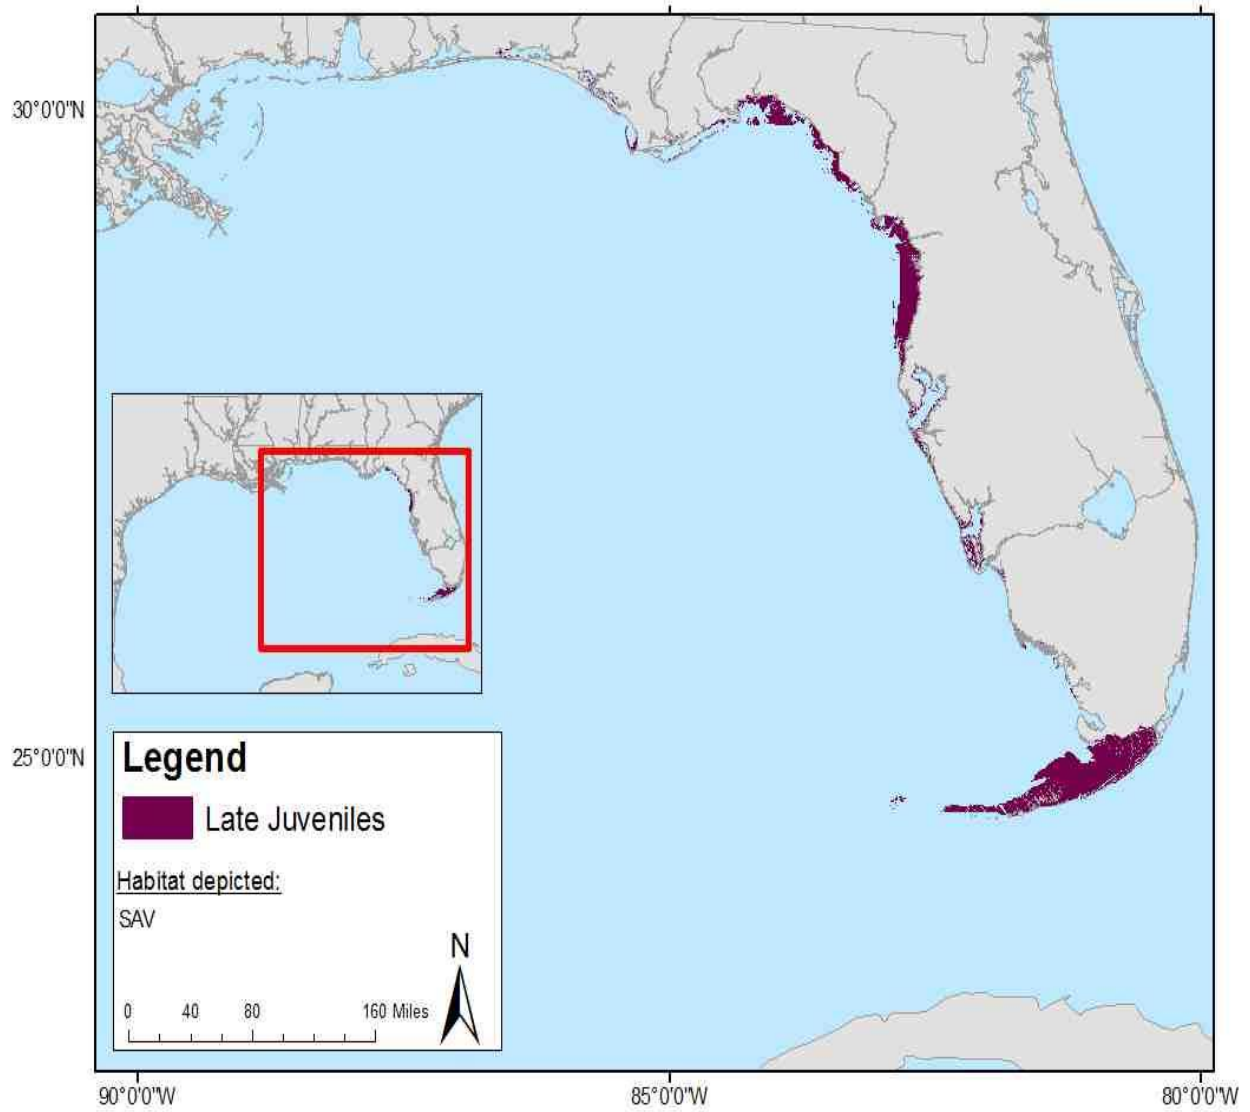 30°0'0"N
25°0'0"N
Legend
Late Juveniles
Habitat depicted:
SAV
N
0 40 80 160 Miles
90°0'0"W 85°0'0"W 80°0'0"W